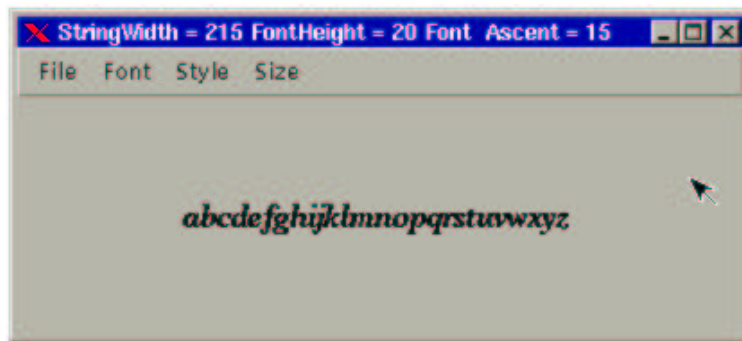 StringWidth = 215 FontHeight = 20 Font Ascent = 15
File Font Style Size
abcdefghijklmnopqrstuvwxyz